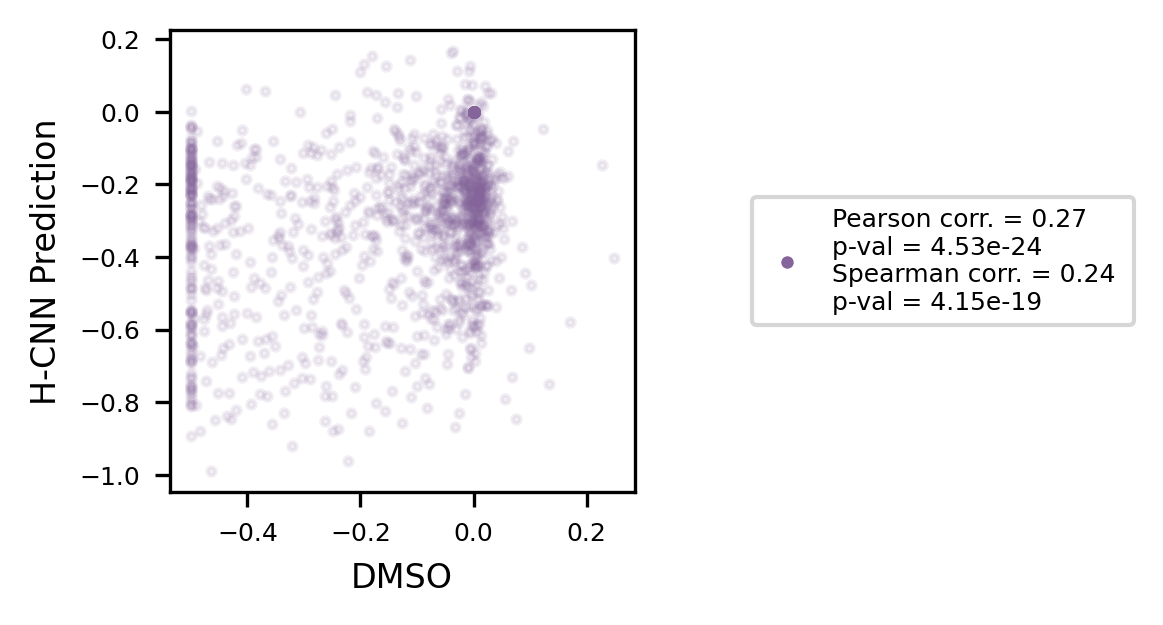 H-CNN Prediction
0.2
0.0
−0.2
−0.4
−0.6
−0.8
−1.0
−0.4
−0.2
0.0
0.2
DMSO
Pearson corr. = 0.27
p-val = 4.53e-24
Spearman corr. = 0.24
p-val = 4.15e-19